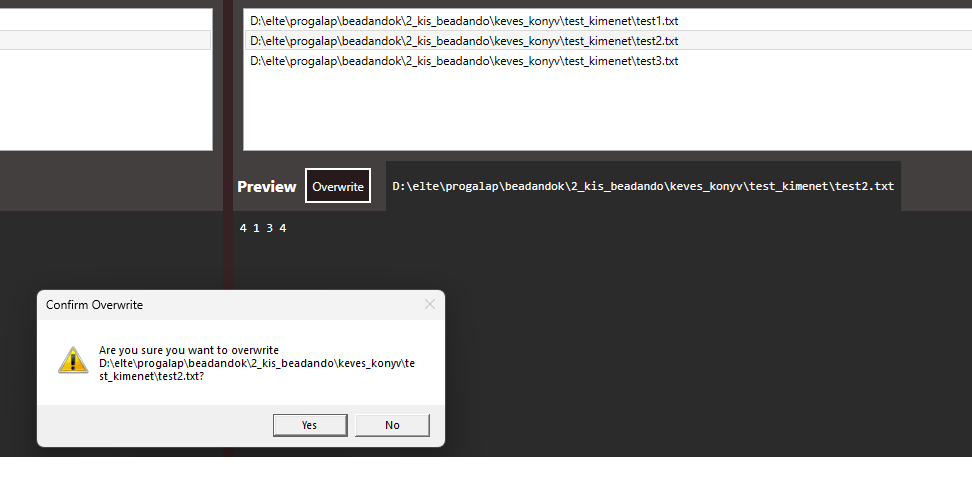 D:\elte\progalap\beadandok\2_kis_beadando\keves_konyv\test_kimenet\test1.txt
D:\elte\progalap\beadandok\2_kis_beadando\keves_konyv\test_kimenet\test2.txt
D:\elte\progalap\beadandok\2_kis_beadando\keves_konyv\test_kimenet\test3.txt
Preview Overwrite D:\elte\progalap\beadandok\2_kis_beadando\keves_konyv\test_kimenet\test2.txt
4 1 3 4
Confirm Overwrite
Are you sure you want to overwrite
D:\elte\progalap\beadandok\2_kis_beadando\keves_konyv\te
st_kimenet\test2.txt?
Yes No